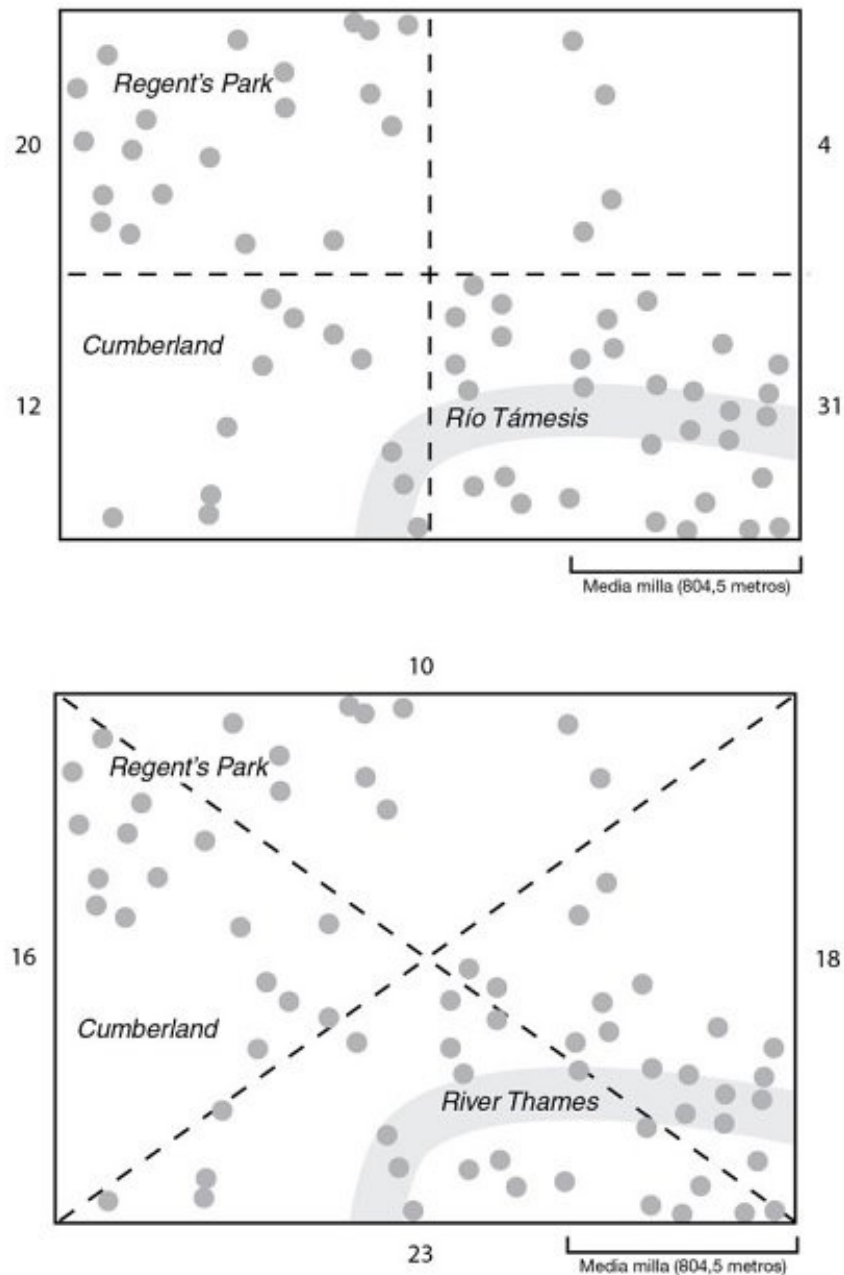 Regent's Park
20
4
Cumberland
12
Río Támesis
31
Media milla (804,5 metros)
10
Regent's Park
16
18
Cumberland
River Thames
23
Media milla (804,5 metros)